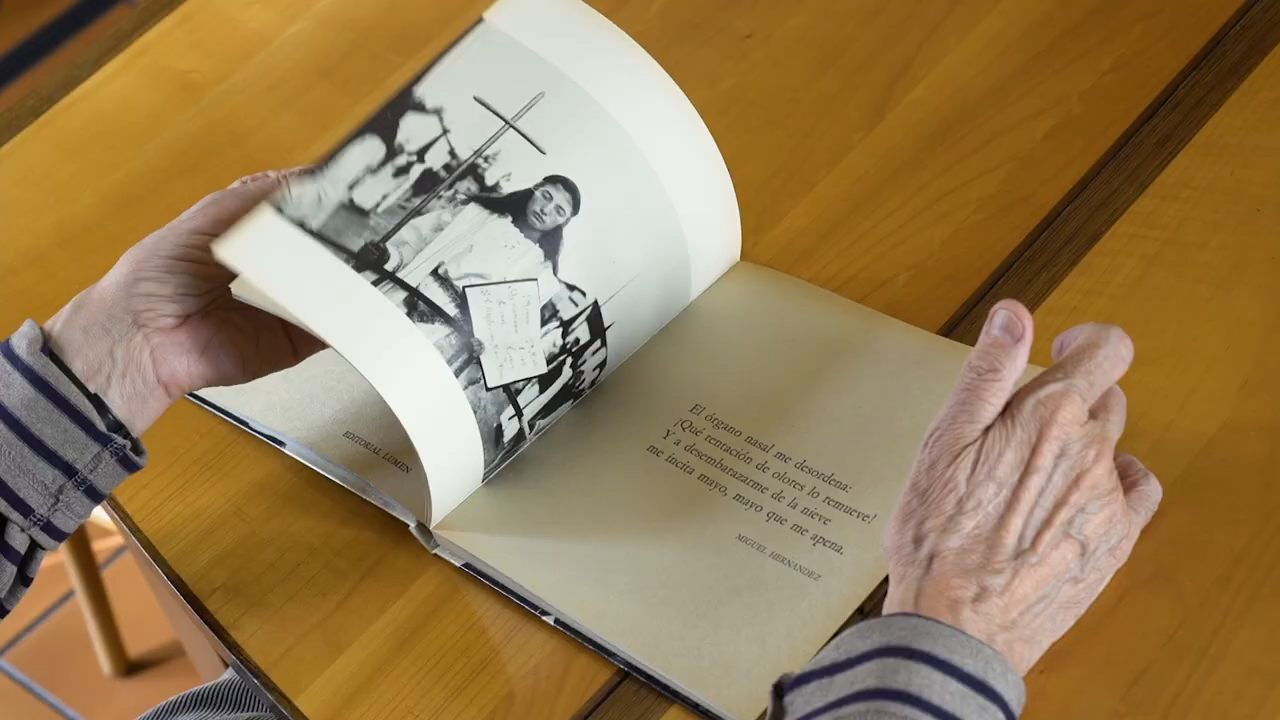 EDITORIAL LUMEN
El órgano nasal me desordena:
¡Qué rentación de olores lo remueve!
Y a desembarazarme de la nieve
me incita mayo, mayo que me apena.
MIGUEL HERNANDEZ